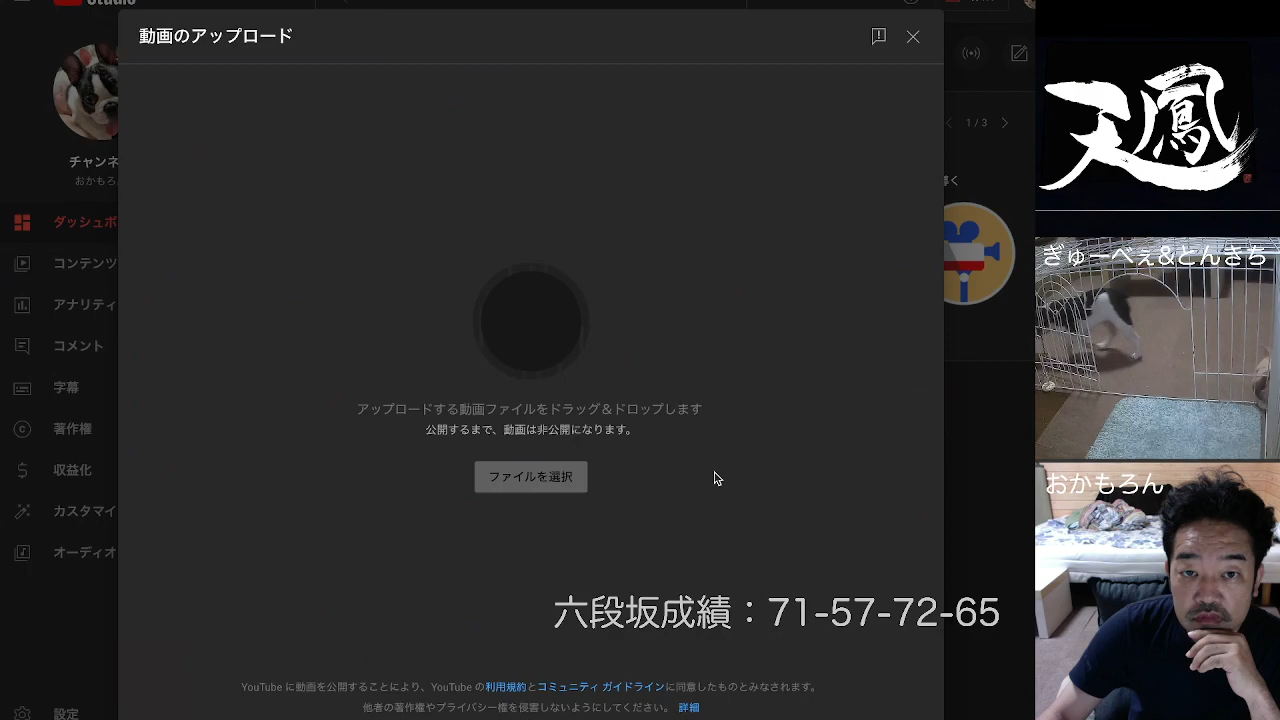 Studio
動画のアップロード
チャンネ
おかもろ
ダッシュボ
コンテンツ
アナリティ
コメント
字幕
著作権
収益化
カスタマイ
オーディオ
設定
1 / 3
導く
アップロードする動画ファイルをドラッグ＆ドロップします
公開するまで、動画は非公開になります。
ファイルを選択
六段坂成績：71-57-72-65
YouTube に動画を公開することにより、YouTube の利用規約とコミュニティ ガイドラインに同意したものとみなされます。
他者の著作権やプライバシー権を侵害しないようにしてください。 詳細
天鳳
ぎゅーべぇ&とんきち
おかもろん